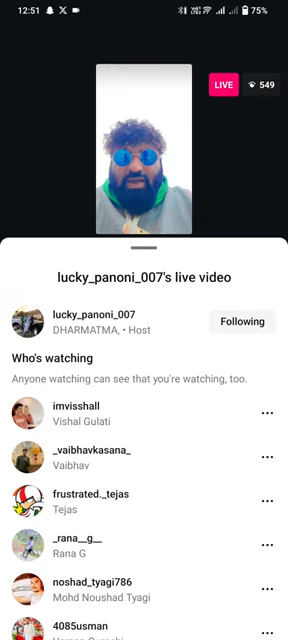 12:51
75%
LIVE
549
lucky_panoni_007's live video
lucky_panoni_007
DHARMATMA, • Host
Following
Who's watching
Anyone watching can see that you're watching, too.
imvisshall
Vishal Gulati
_vaibhavkasana_
Vaibhav
frustrated._tejas
Tejas
_rana__g__
Rana G
noshad_tyagi786
Mohd Noushad Tyagi
4085usman